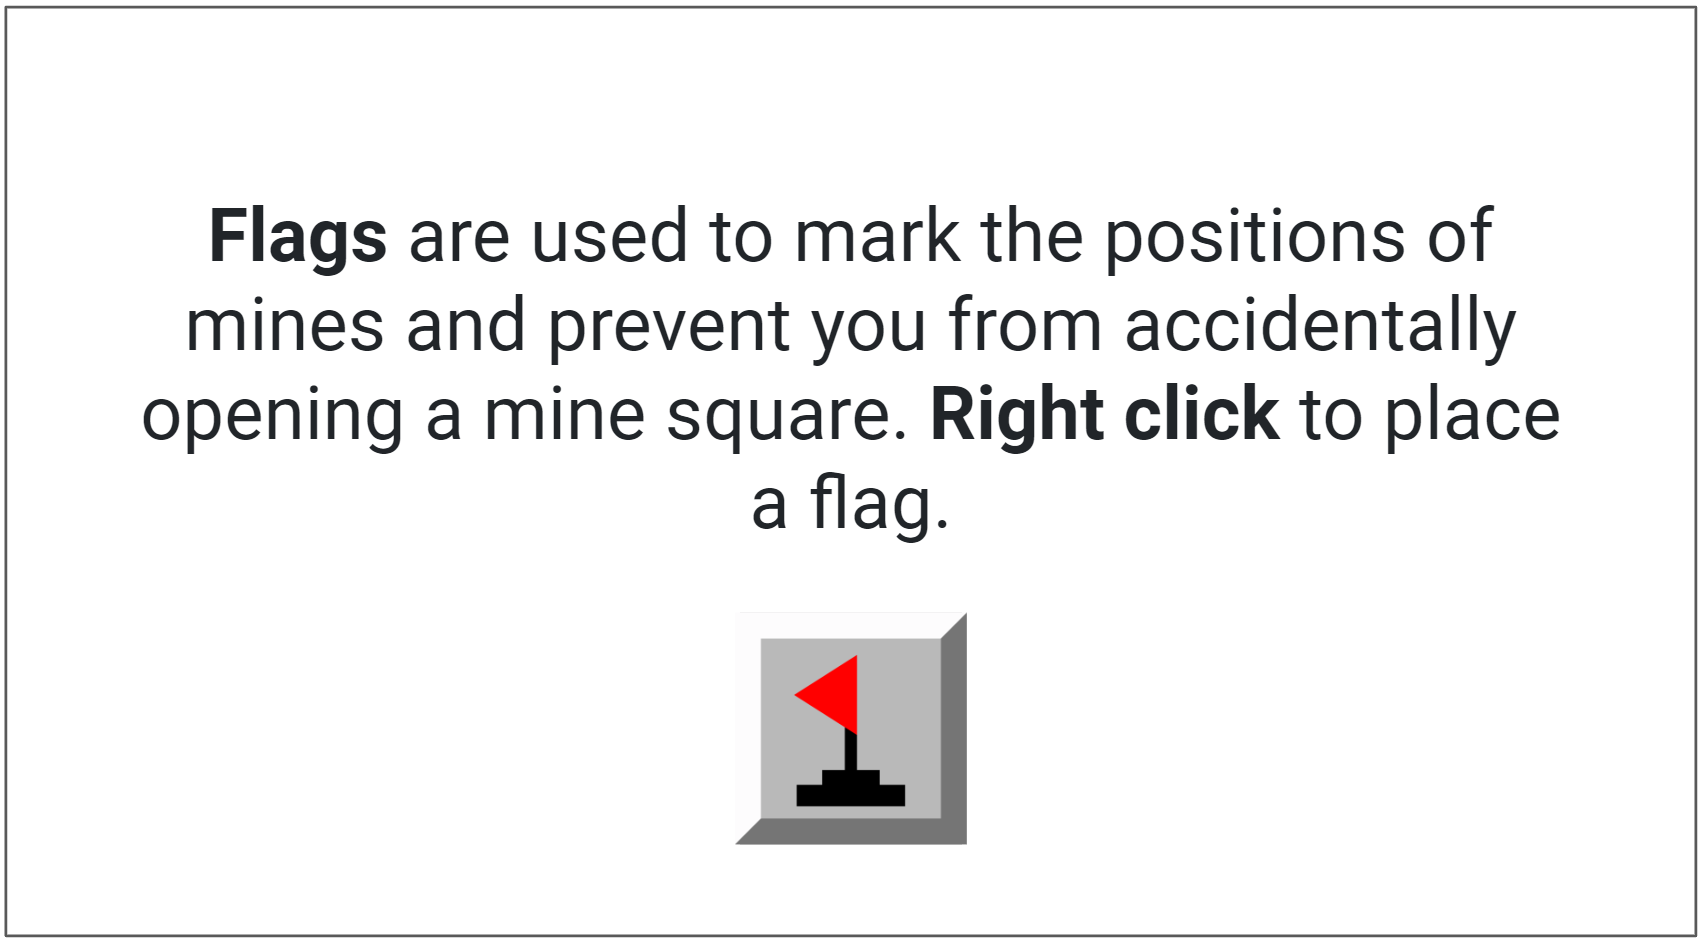 Flags are used to mark the positions of
mines and prevent you from accidentally
opening a mine square. Right click to place
a flag.